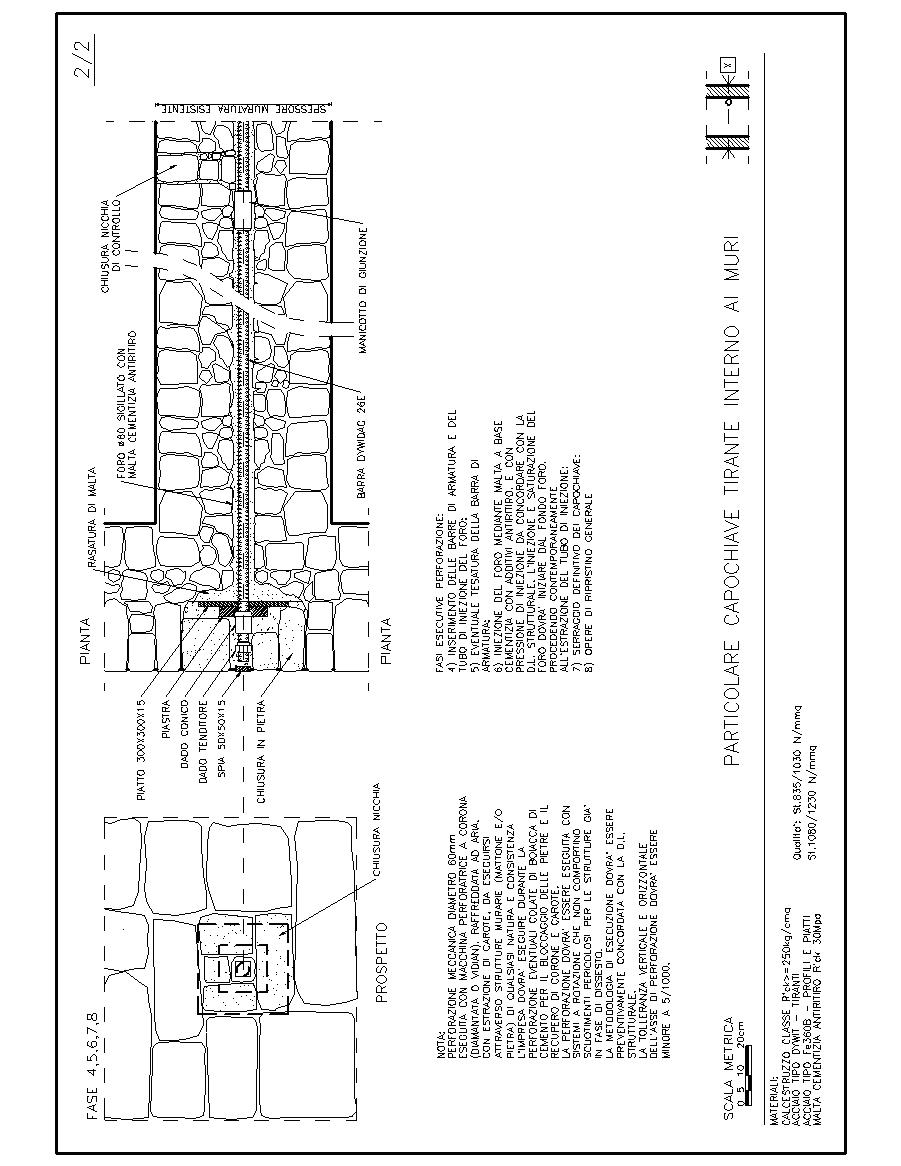 2/2
FASE 4,5,6,7,8
PROSPETTO
CHIUSURA NICCHIA
PIANTA
PIANTA
PIATTO 300X300X15
PIASTRA
DADO CONICO
DADO TENDITORE
SPIA 50X50X15
CHIUSURA IN PIETRA
RASATURA DI MALTA
FORO ø60 SIGILLATO CON
MALTA CEMENTIZIA ANTIRITIRO
CHIUSURA NICCHIA
DI CONTROLLO
SPESSORE MURATURA ESISTENTE
BARRA DYWIDAG 26E
MANICOTTO DI GIUNZIONE
NOTA:
PERFORAZIONE MECCANICA DIAMETRO 60mm
ESEGUITA CON MACCHINA PERFORATRICE A CORONA
(DIAMANTATA O VIDIAN), RAFFREDDATA AD ARIA,
CON ESTRAZIONE DI CAROTE, DA ESEGUIRSI
ATTRAVERSO STRUTTURE MURARIE (MATTONE E/O
PIETRA) DI QUALSIASI NATURA E CONSISTENZA
L'IMPRESA DOVRA' ESEGUIRE DURANTE LA
PERFORAZIONE EVENTUALI COLATE DI BOIACCA DI
CEMENTO PER IL BLOCCAGGIO DELLE PIETRE E IL
RECUPERO DI CORONE E CAROTE.
LA PERFORAZIONE DOVRA' ESSERE ESEGUITA CON
SISTEMI A ROTAZIONE CHE NON COMPORTINO
SCUOTIMENTI PERICOLOSI PER LE STRUTTURE GIA'
IN FASE DI DISSESTO.
LA METODOLOGIA DI ESECUZIONE DOVRA' ESSERE
PREVENTIVAMENTE CONCORDATA CON LA D.L.
STRUTTURALE.
LA TOLLERANZA VERTICALE E ORIZZONTALE
DELL'ASSE DI PERFORAZIONE DOVRA' ESSERE
MINORE A 5/1000.
FASI ESECUTIVE PERFORAZIONE:
4) INSERIMENTO DELLE BARRE DI ARMATURA E DEL
TUBO DI INIEZIONE DEL FORO;
5) EVENTUALE TESATURA DELLA BARRA DI
ARMATURA;
6) INIEZIONE DEL FORO MEDIANTE MALTA A BASE
CEMENTIZIA CON ADDITIVI ANTIRITIRO, E CON
PRESSIONE DI INIEZIONE DA CONCORDARE CON LA
D.L. STRUTTURALE. L'INIEZIONE E SATURAZIONE DEL
FORO DOVRA' INIZIARE DAL FONDO FORO,
PROCEDENDO CONTEMPORANEAMENTE
ALL'ESTRAZIONE DEL TUBO DI INIEZIONE;
7) SERRAGGIO DEFINITIVO DEI CAPOCHIAVE;
8) OPERE DI RIPRISTINO GENERALE
SCALA METRICA
0 5 10 20cm
PARTICOLARE CAPOCHIAVE TIRANTE INTERNO AI MURI
X
MATERIALI:
CALCESTRUZZO CLASSE R'ck>=250kg/cmq
ACCIAIO TIPO DYWIT TIRANTI Qualita': St.835/1030 N/mmq
St.1080/1230 N/mmq
ACCIAIO TIPO Fe360B - PROFILI E PIATTI
MALTA CEMENTIZIA ANTIRITIRO R'ck 30Mpa